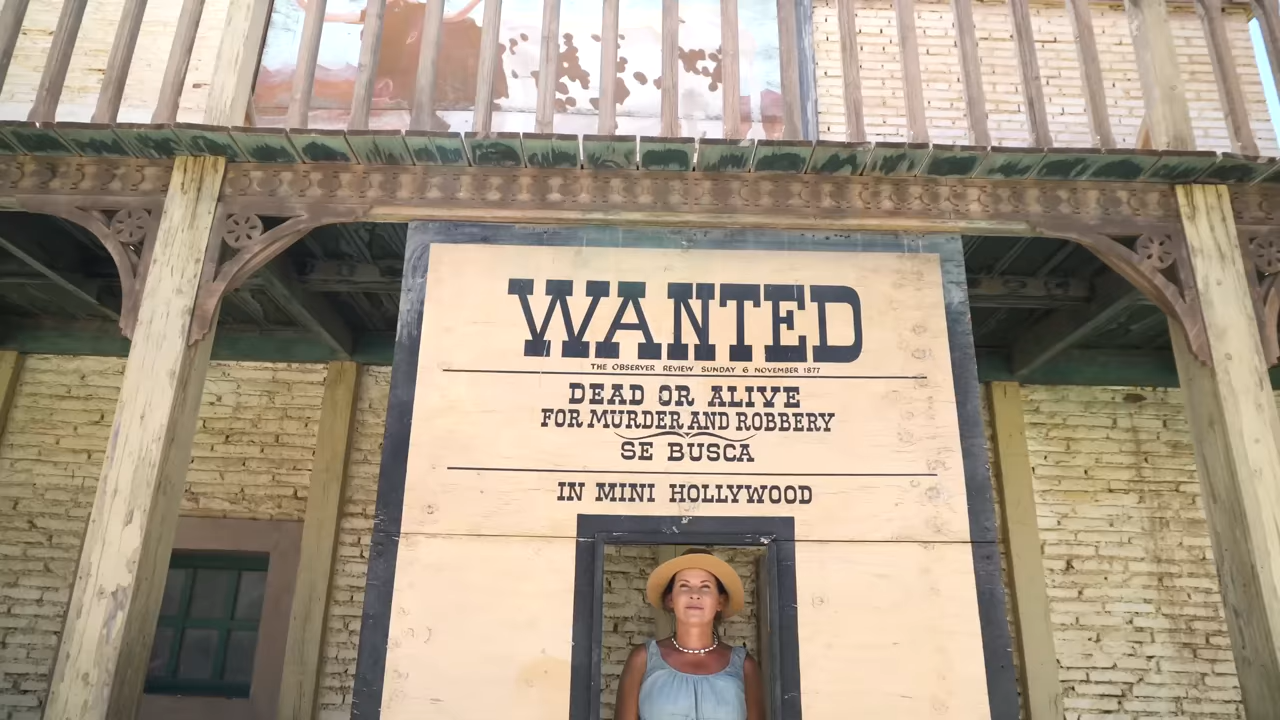 WANTED
THE OBSERVER REVIEW SUNDAY 6 NOVEMBER 1877
DEAD OR ALIVE
FOR MURDER AND ROBBERY
SE BUSCA
IN MINI HOLLYWOOD